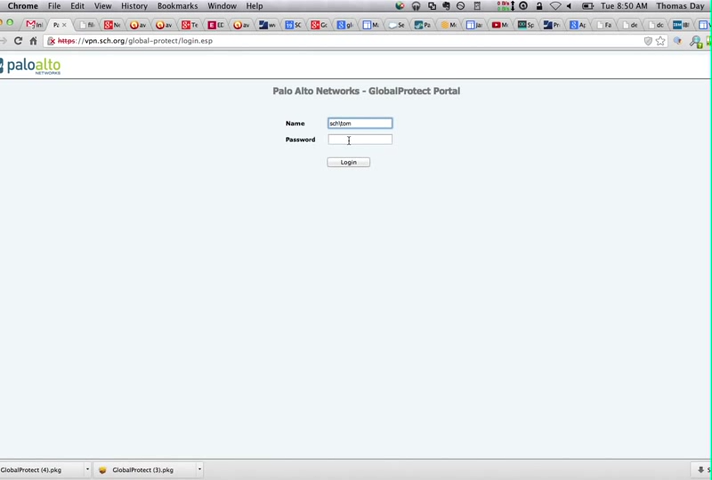 Chrome File Edit View History Bookmarks Window Help Tue 8:50 AM Thomas Day
https://vpn.sch.org/global-protect/login.esp
paloalto
NETWORKS
Palo Alto Networks - GlobalProtect Portal
Name sch\tom
Password
Login
GlobalProtect (4).pkg GlobalProtect (3).pkg